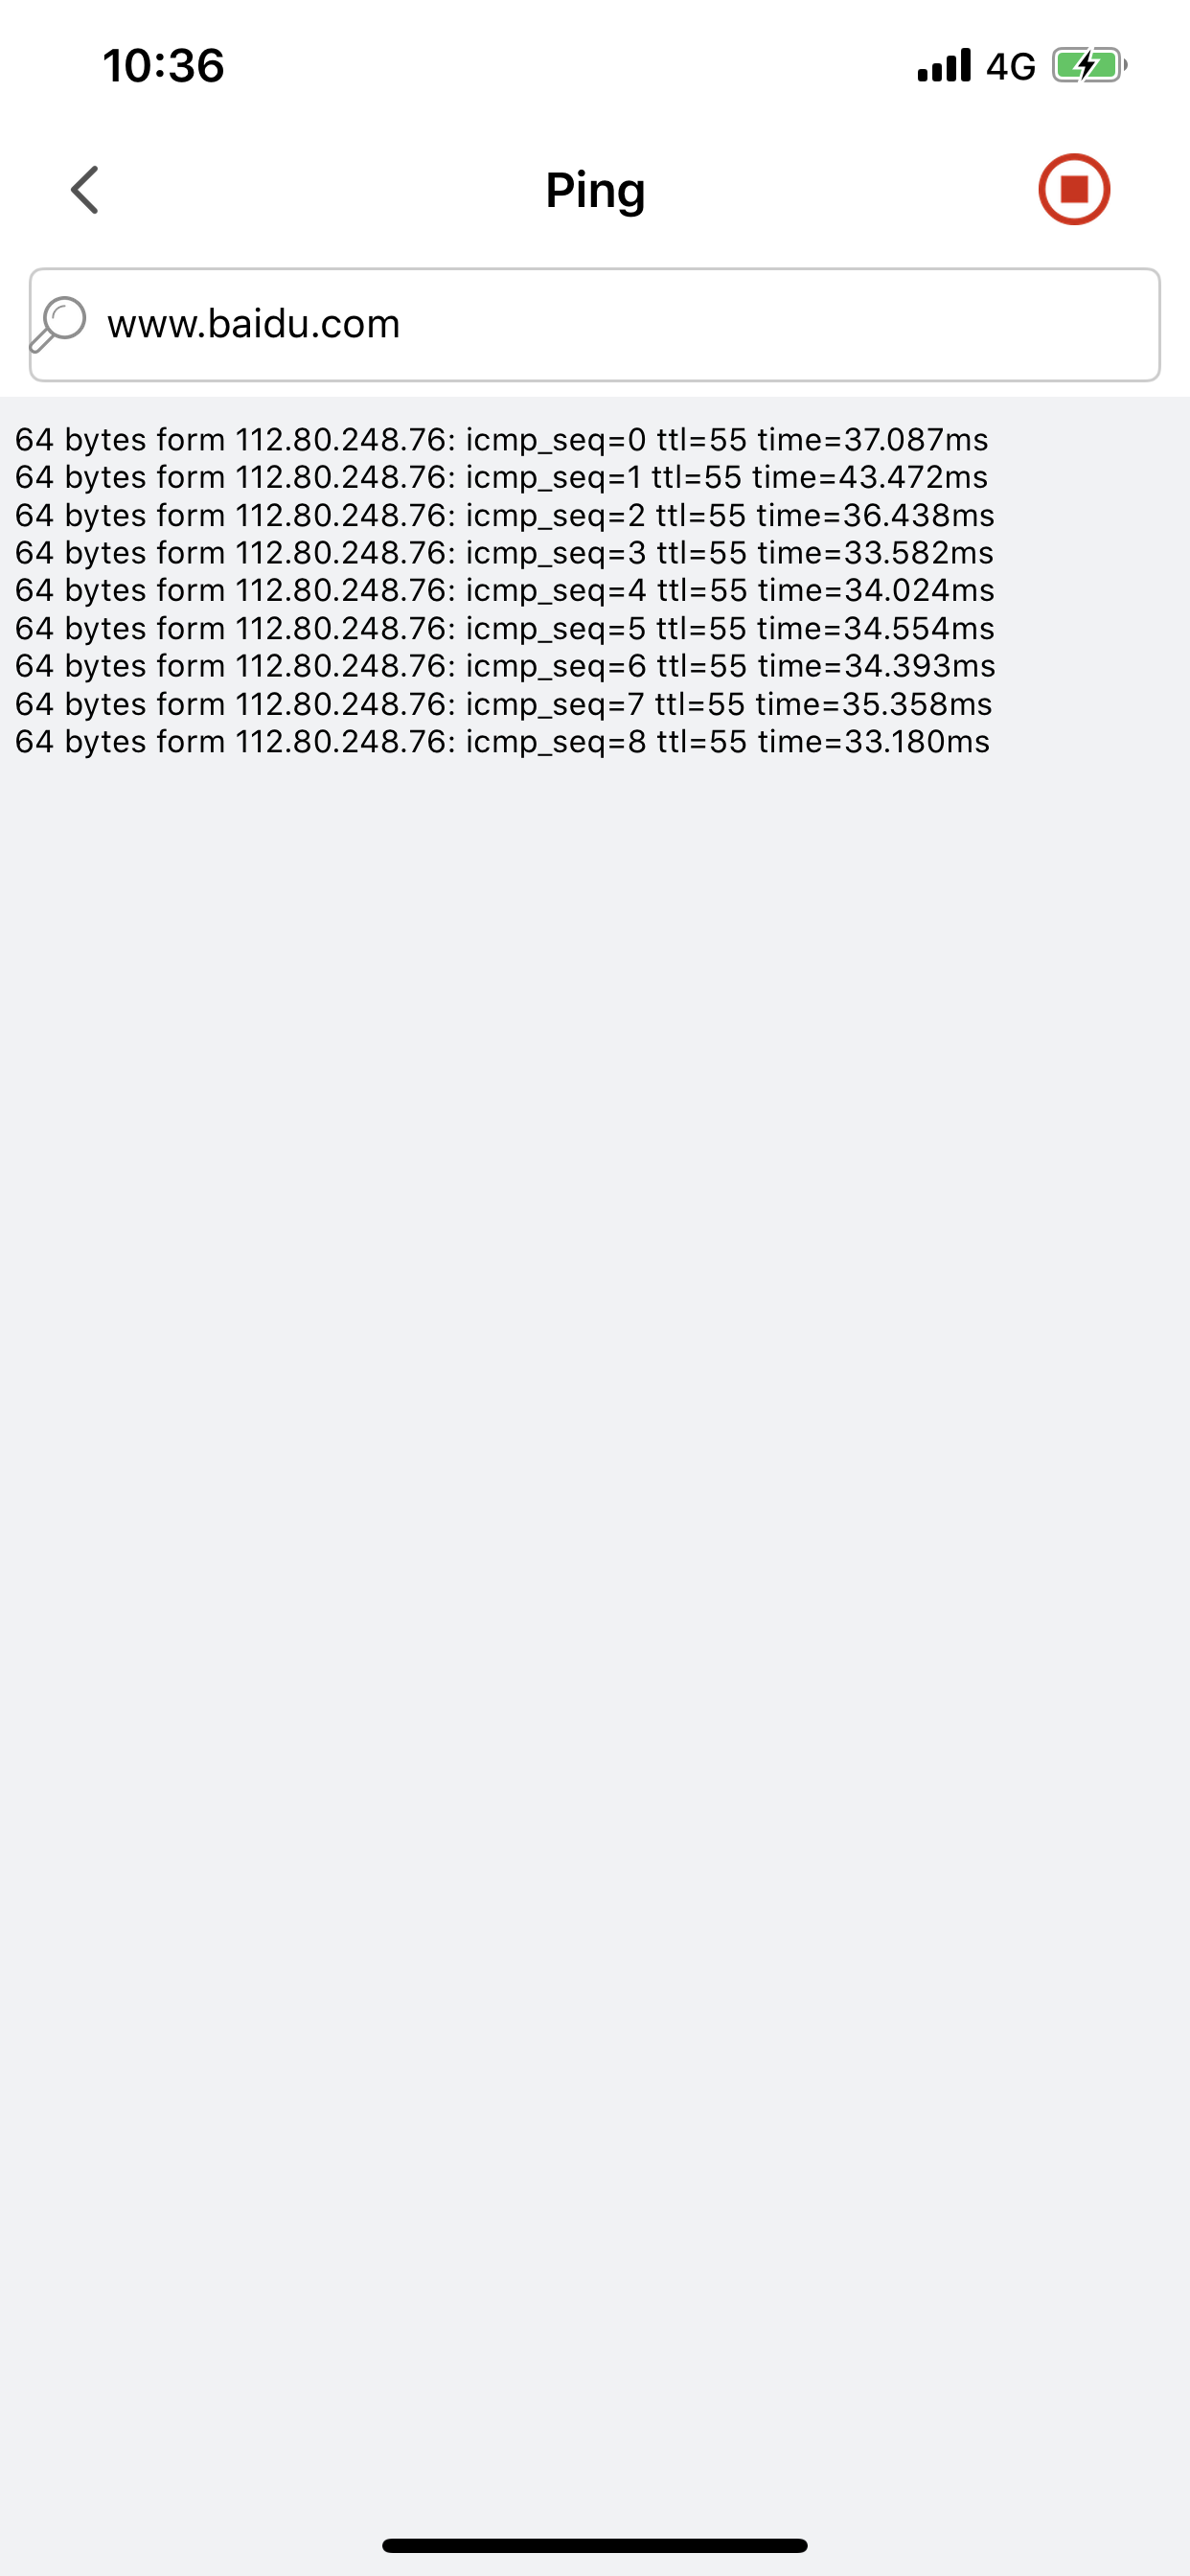 10:36
4G
Ping
www.baidu.com
64 bytes form 112.80.248.76: icmp_seq=0 ttl=55 time=37.087ms
64 bytes form 112.80.248.76: icmp_seq=1 ttl=55 time=43.472ms
64 bytes form 112.80.248.76: icmp_seq=2 ttl=55 time=36.438ms
64 bytes form 112.80.248.76: icmp_seq=3 ttl=55 time=33.582ms
64 bytes form 112.80.248.76: icmp_seq=4 ttl=55 time=34.024ms
64 bytes form 112.80.248.76: icmp_seq=5 ttl=55 time=34.554ms
64 bytes form 112.80.248.76: icmp_seq=6 ttl=55 time=34.393ms
64 bytes form 112.80.248.76: icmp_seq=7 ttl=55 time=35.358ms
64 bytes form 112.80.248.76: icmp_seq=8 ttl=55 time=33.180ms